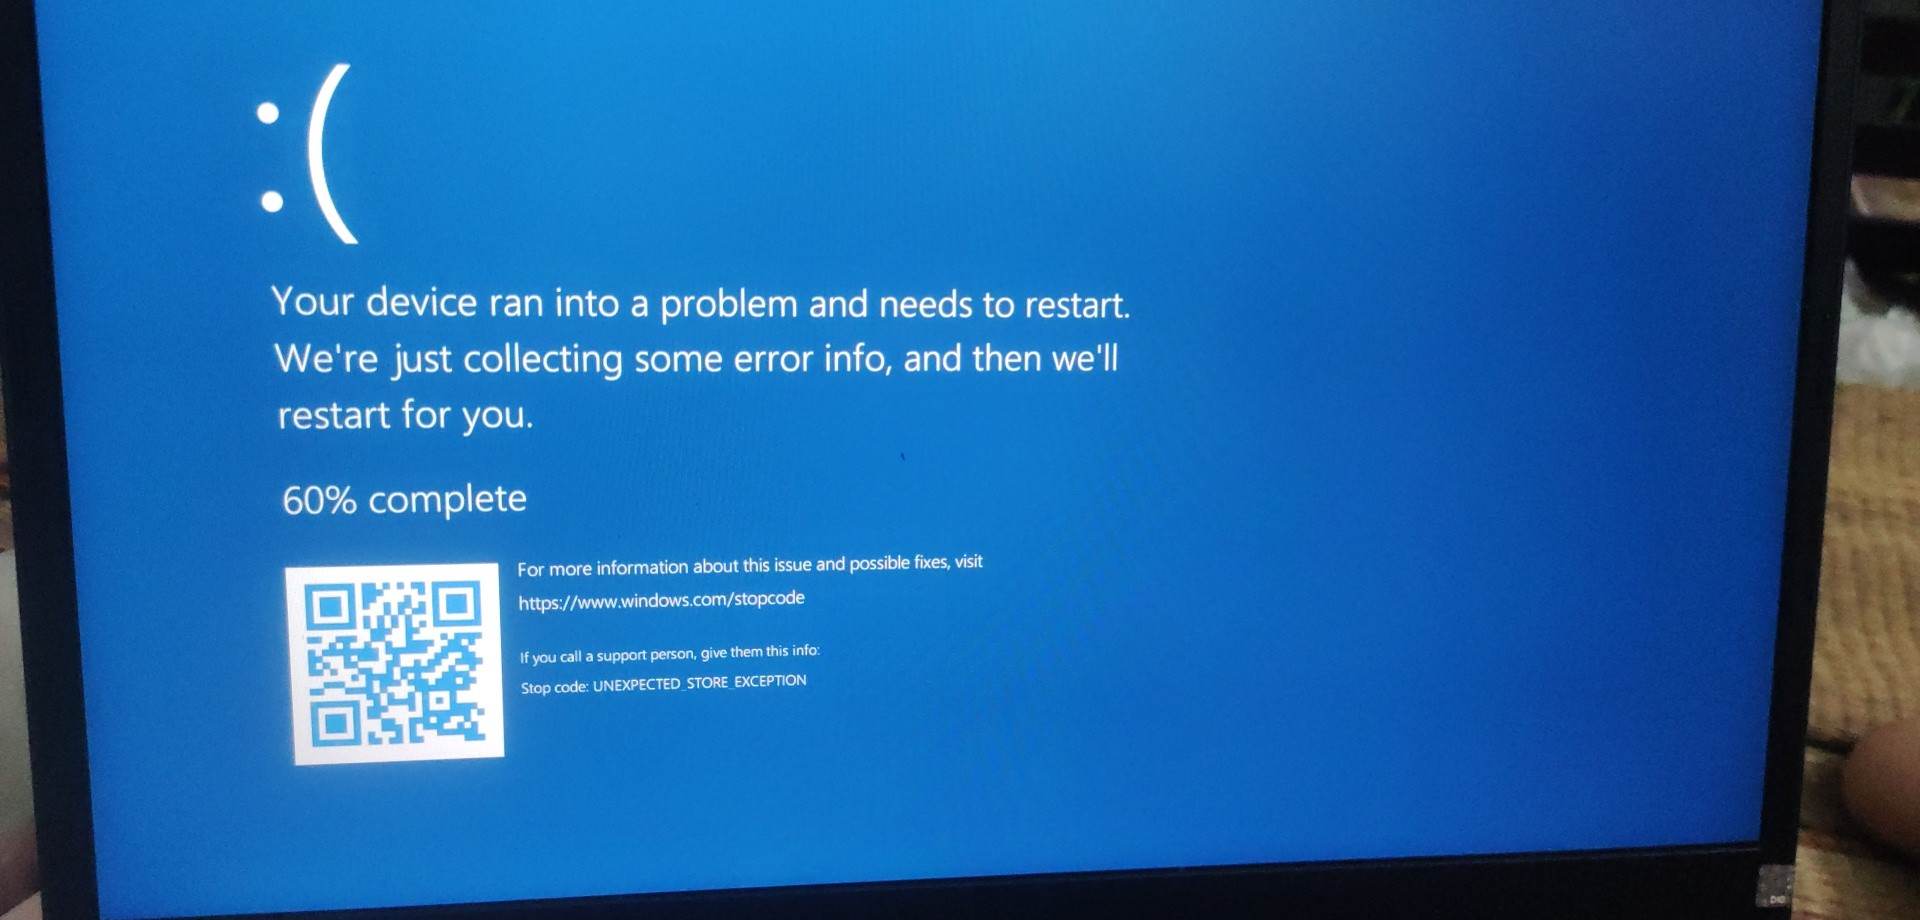 :(
Your device ran into a problem and needs to restart.
We're just collecting some error info, and then we'll
restart for you.
60% complete
For more information about this issue and possible fixes, visit
https://www.windows.com/stopcode
If you call a support person, give them this info:
Stop code: UNEXPECTED_STORE_EXCEPTION